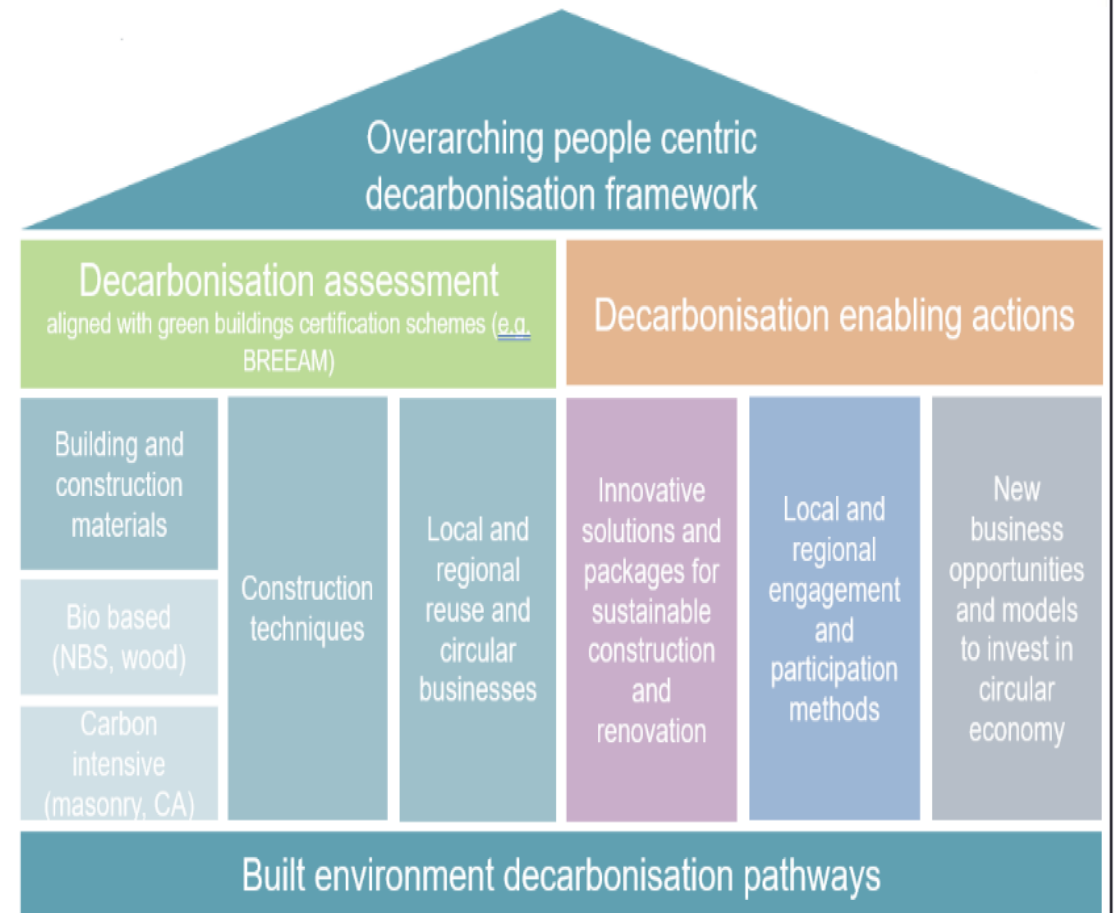 Overarching people centric
decarbonisation framework
Decarbonisation assessment
aligned with green buildings certification schemes (e.g.
BREEAM)
Decarbonisation enabling actions
Building and
construction
materials
Bio based
(NBS, wood)
Carbon
intensive
(masonry, CA)
Construction
techniques
Local and
regional
reuse and
circular
businesses
Innovative
solutions and
packages for
sustainable
construction
and
renovation
Local and
regional
engagement
and
participation
methods
New
business
opportunities
and models
to invest in
circular
economy
Built environment decarbonisation pathways